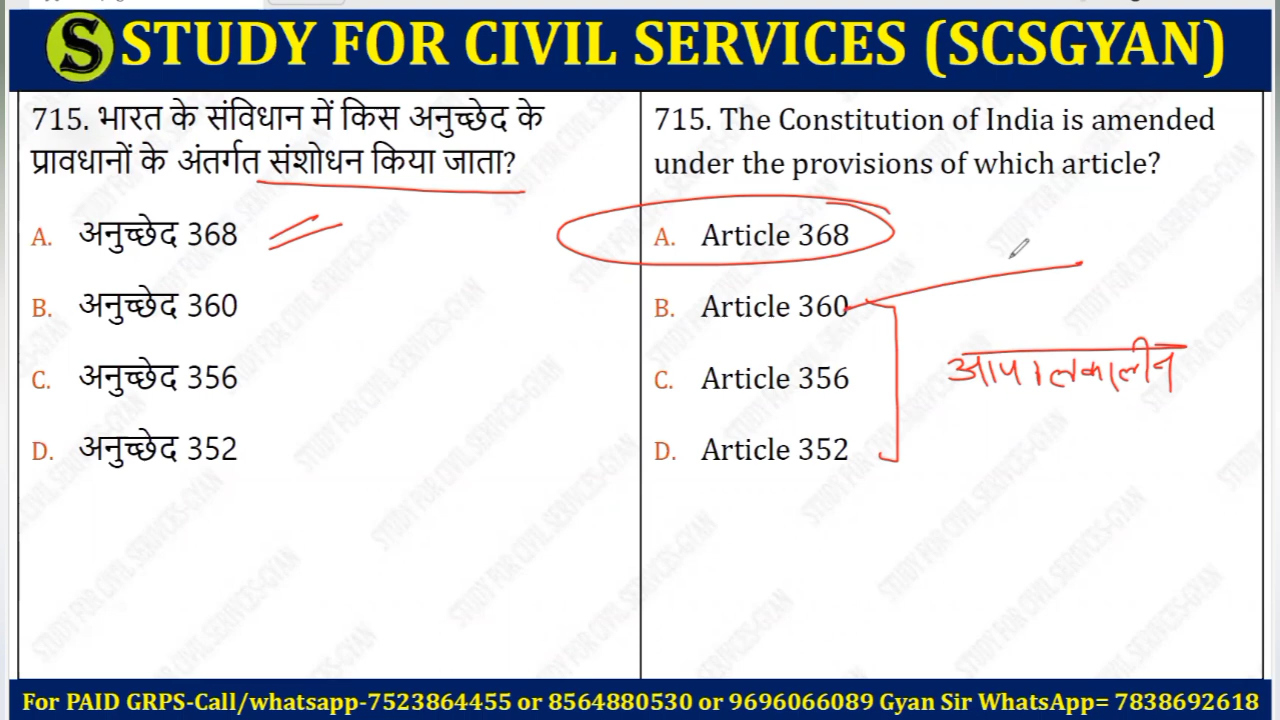 S STUDY FOR CIVIL SERVICES (SCSGYAN)
715. भारत के संविधान में किस अनुच्छेद के
प्रावधानों के अंतर्गत संशोधन किया जाता?
A. अनुच्छेद 368
B. अनुच्छेद 360
C. अनुच्छेद 356
D. अनुच्छेद 352
715. The Constitution of India is amended
under the provisions of which article?
A. Article 368
B. Article 360
C. Article 356
D. Article 352
आपातकालीन
For PAID GRPS-Call/whatsapp-7523864455 or 8564880530 or 9696066089 Gyan Sir WhatsApp= 7838692618